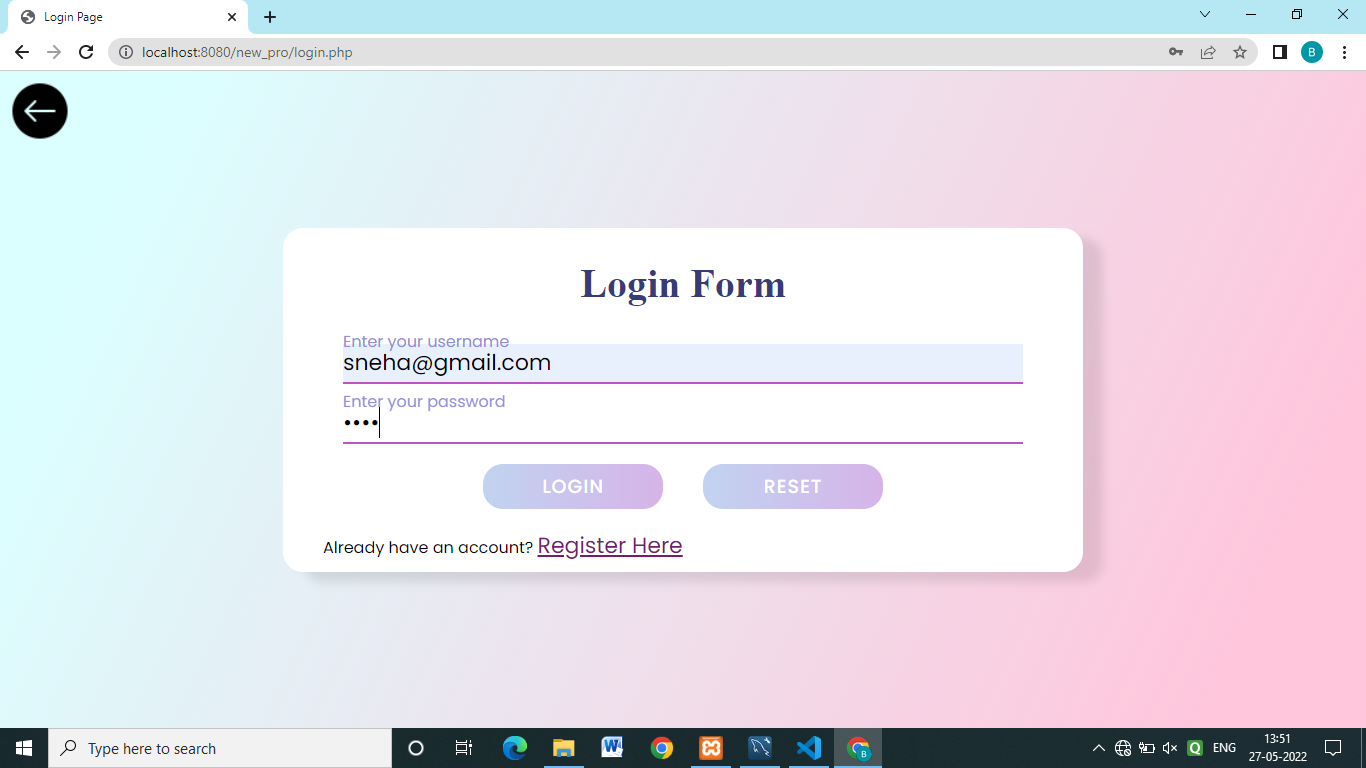 Login Page
localhost:8080/new_pro/login.php
B
Login Form
Enter your username
sneha@gmail.com
Enter your password
••••
LOGIN RESET
Already have an account? Register Here
Type here to search
ENG
13:51
27-05-2022